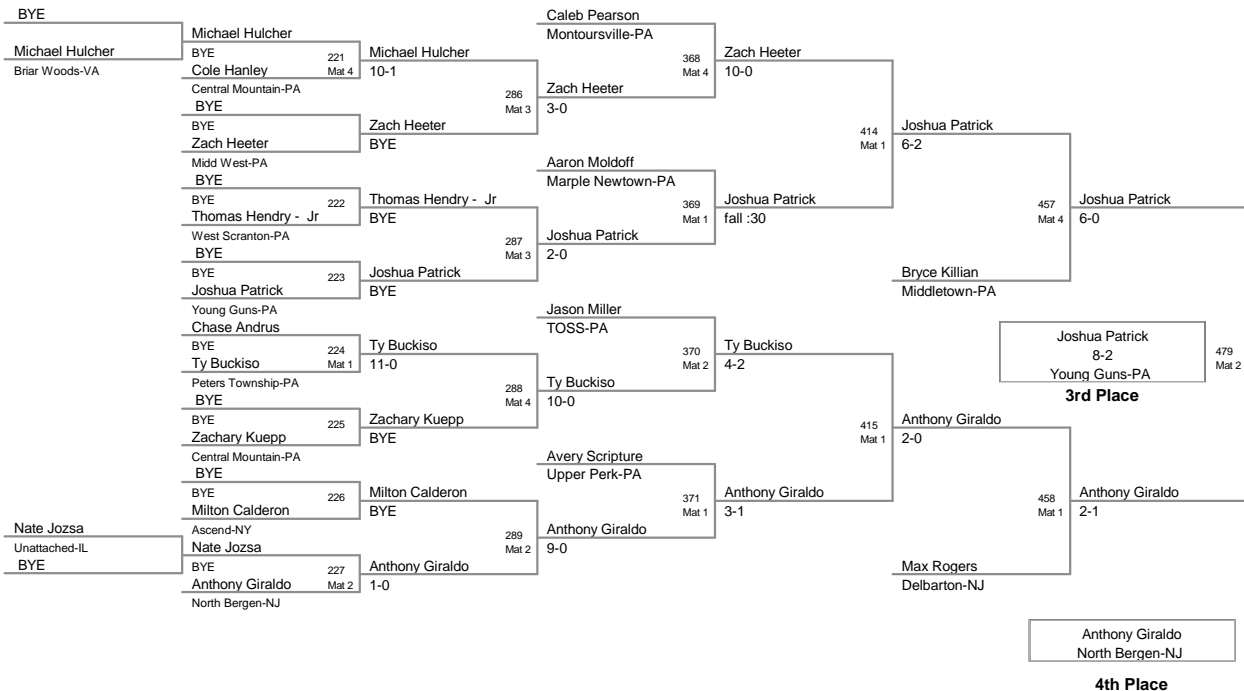 BYE
Michael Hulcher
Briar Woods-VA
Nate Jozsa
Unattached-IL
BYE
Michael Hulcher
BYE
221
Cole Hanley
Mat 4
Central Mountain-PA
BYE
BYE
Zach Heeter
Midd West-PA
BYE
BYE
222
Thomas Hendry - Jr
West Scranton-PA
BYE
BYE
223
Joshua Patrick
Young Guns-PA
Chase Andrus
BYE
224
Ty Buckiso
Mat 1
Peters Township-PA
BYE
BYE
225
Zachary Kuepp
Central Mountain-PA
BYE
BYE
226
Milton Calderon
Ascend-NY
Nate Jozsa
BYE
227
Anthony Giraldo
Mat 2
North Bergen-NJ
Michael Hulcher
10-1
286
Mat 3
Zach Heeter
BYE
Thomas Hendry - Jr
BYE
287
Mat 3
Joshua Patrick
BYE
Ty Buckiso
11-0
288
Mat 4
Zachary Kuepp
BYE
Milton Calderon
BYE
289
Mat 2
Anthony Giraldo
1-0
Caleb Pearson
Montoursville-PA
368
Mat 4
Zach Heeter
3-0
Aaron Moldoff
Marple Newtown-PA
369
Mat 1
Joshua Patrick
2-0
Jason Miller
TOSS-PA
370
Mat 2
Ty Buckiso
10-0
Avery Scripture
Upper Perk-PA
371
Mat 1
Anthony Giraldo
9-0
Zach Heeter
10-0
414
Mat 1
Joshua Patrick
fall :30
Ty Buckiso
4-2
415
Mat 1
Anthony Giraldo
3-1
Joshua Patrick
6-2
457
Mat 4
Bryce Killian
Middletown-PA
Anthony Giraldo
2-0
458
Mat 1
Max Rogers
Delbarton-NJ
Joshua Patrick
6-0
Joshua Patrick
8-2
Young Guns-PA
479
Mat 2
3rd Place
Anthony Giraldo
2-1
Anthony Giraldo
North Bergen-NJ
4th Place